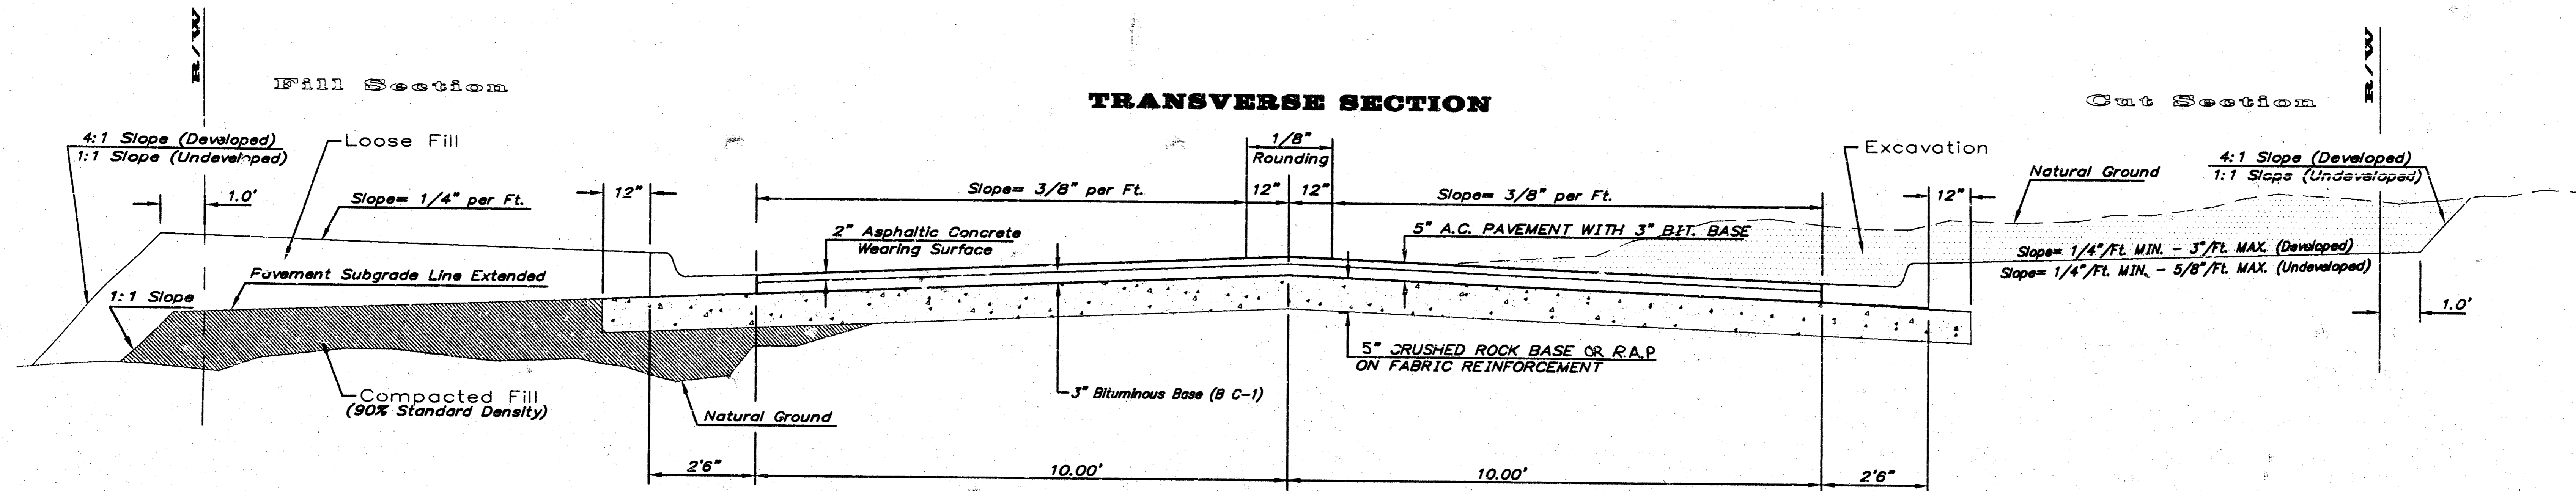 R/W
R/W
Fill Section
TRANSVERSE SECTION
Cut Section
4:1 Slope (Developed)
1:1 Slope (Undeveloped)
Loose Fill
1/8"
Rounding
Excavation
4:1 Slope (Developed)
1:1 Slope (Undeveloped)
Natural Ground
1.0'
Slope= 1/4" per Ft.
12"
Slope= 3/8" per Ft.
12"
12"
Slope= 3/8" per Ft.
12"
2" Asphaltic Concrete
Wearing Surface
5" A.C. PAVEMENT WITH 3" BIT. BASE
Slope= 1/4"/Ft. MIN. - 3"/Ft. MAX. (Developed)
Slope= 1/4"/Ft. MIN. - 5/8"/Ft. MAX. (Undeveloped)
Pavement Subgrade Line Extended
1:1 Slope
1.0'
5" CRUSHED ROCK BASE OR R.A.P
ON FABRIC REINFORCEMENT
Compacted Fill
(90% Standard Density)
3" Bituminous Base (B C-1)
Natural Ground
2'6"
10.00'
10.00'
2'6"